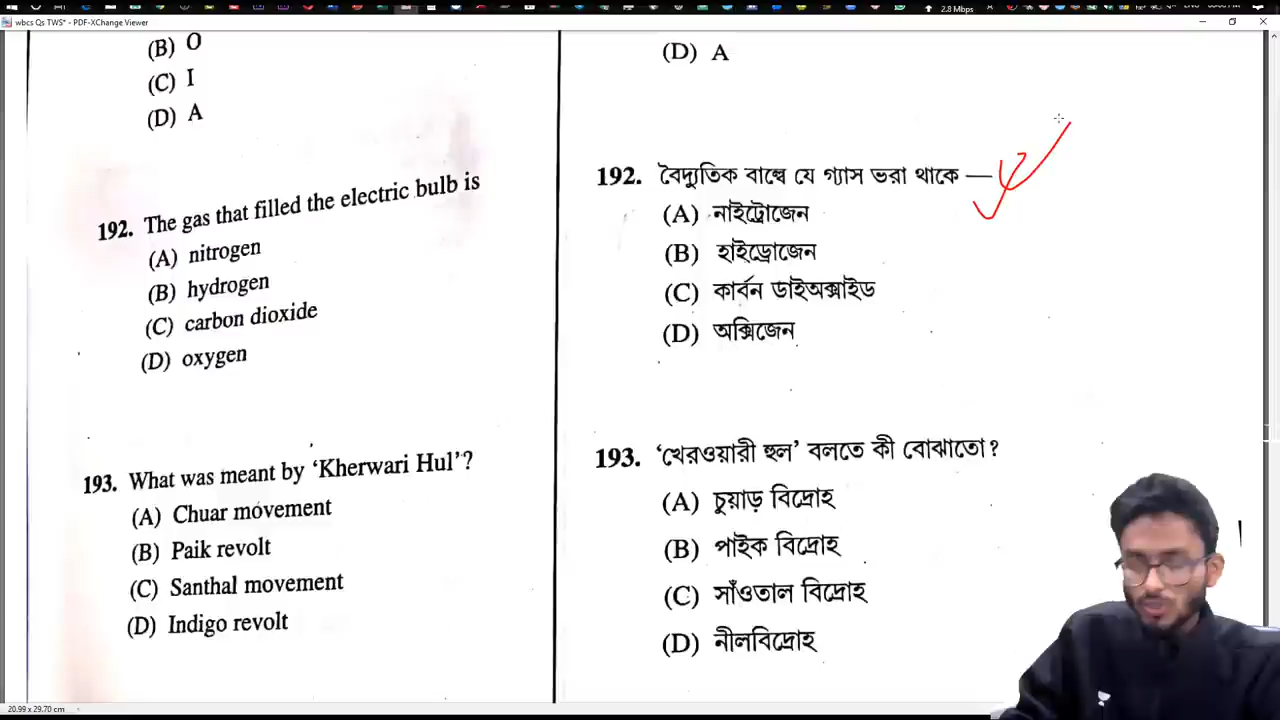 wbcs Qs TWS* - PDF-XChange Viewer
2.8 Mbps
(B) O
(C) I
(D) A
192. The gas that filled the electric bulb is
(A) nitrogen
(B) hydrogen
(C) carbon dioxide
(D) oxygen
193. What was meant by ‘Kherwari Hul’?
(A) Chuar movement
(B) Paik revolt
(C) Santhal movement
(D) Indigo revolt
(D) A
192. বৈদ্যুতিক বাল্বে যে গ্যাস ভরা থাকে —
(A) নাইট্রোজেন
(B) হাইড্রোজেন
(C) কার্বন ডাইঅক্সাইড
(D) অক্সিজেন
193. ‘খেরওয়ারী হুল’ বলতে কী বোঝাতো?
(A) চুয়াড় বিদ্রোহ
(B) পাইক বিদ্রোহ
(C) সাঁওতাল বিদ্রোহ
(D) নীলবিদ্রোহ
20.99 x 29.70 cm